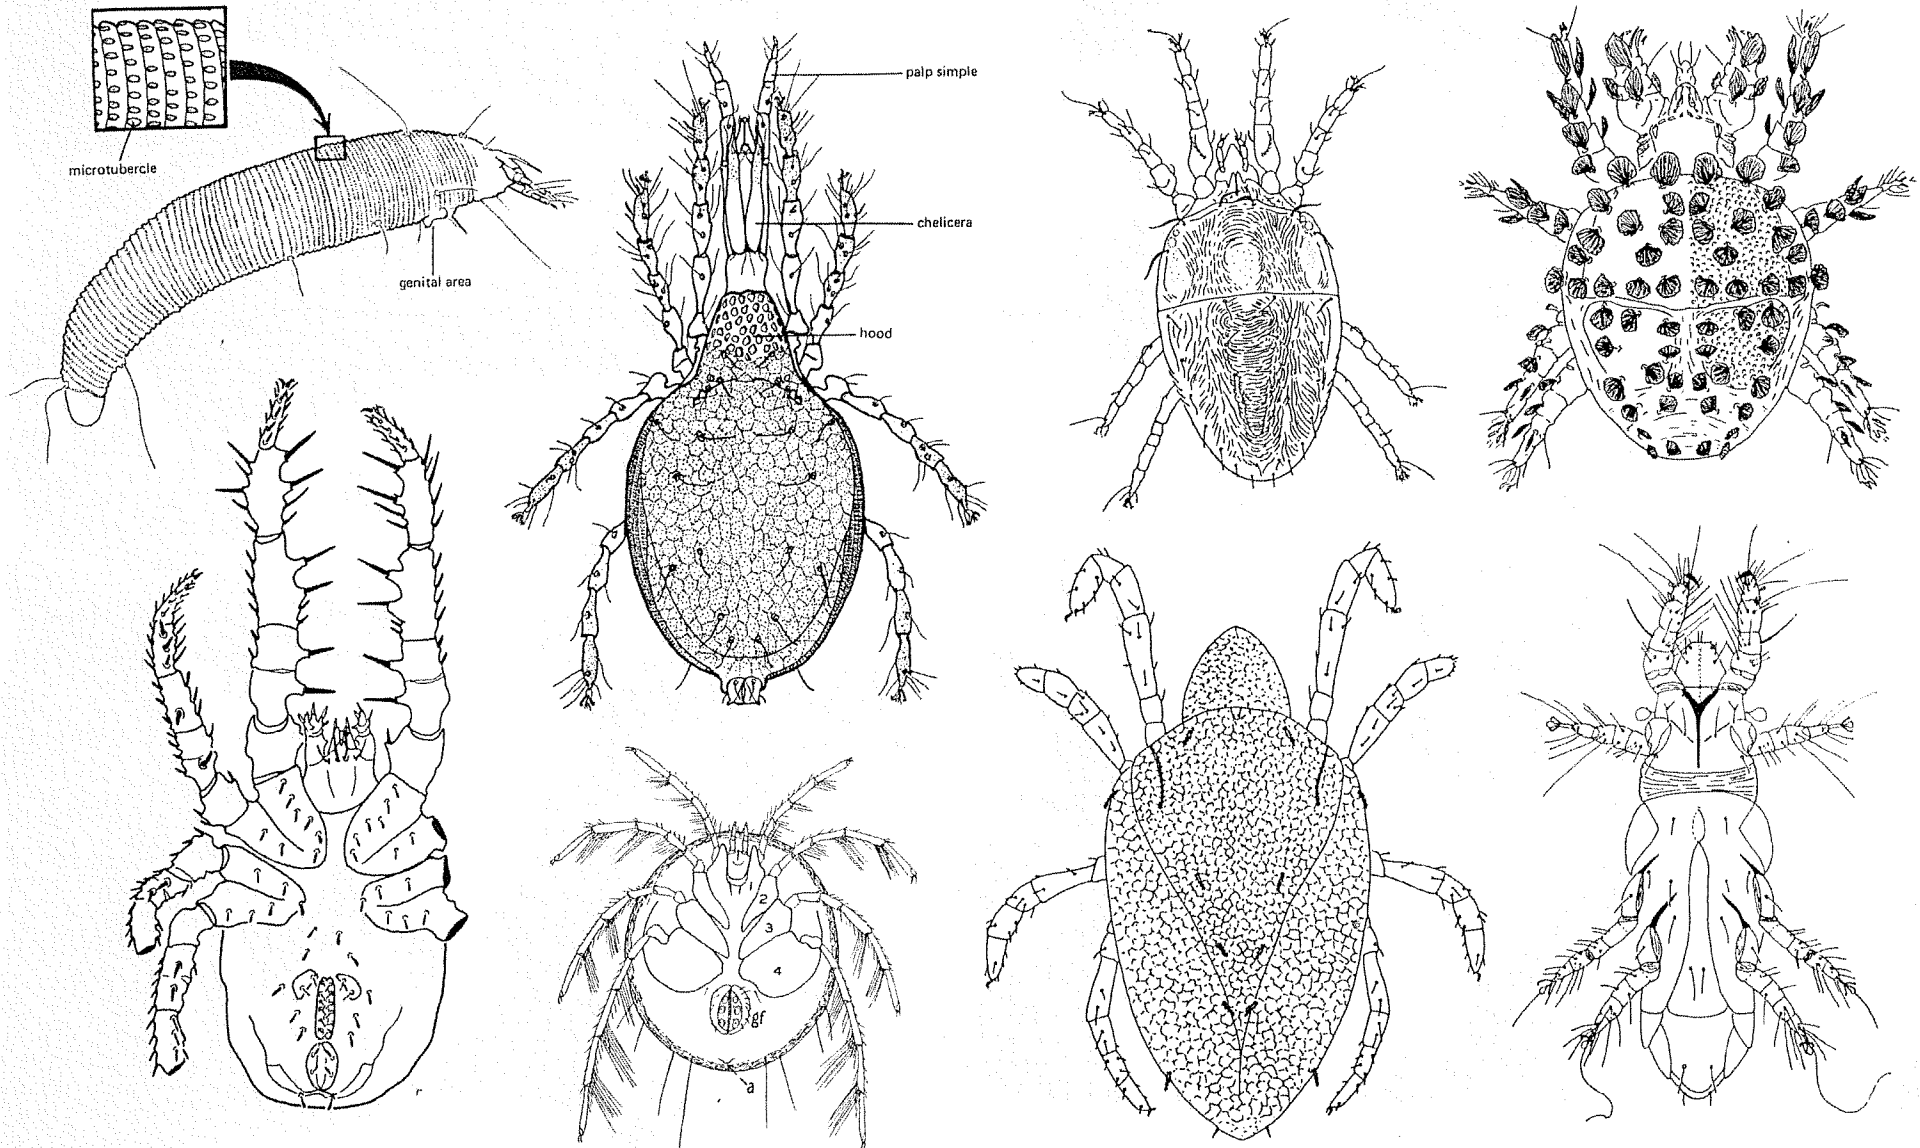 microtubercle
genital area
palp simple
chelicera
hood
1
2
3
4
gf
a